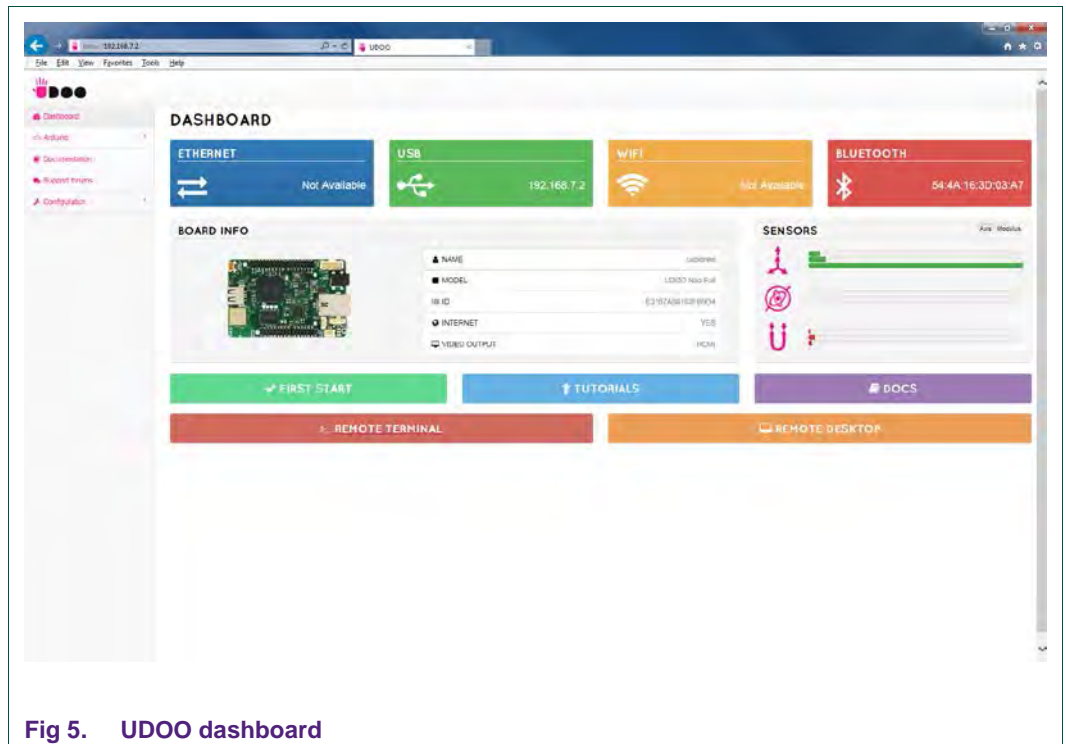 192.168.7.2
UDOO
File Edit View Favorites Tools Help
UDOO
Dashboard
Arduino
Documentation
Support forums
Configuration
DASHBOARD
ETHERNET
Not Available
USB
192.168.7.2
WIFI
Not Available
BLUETOOTH
54:4A:16:3D:03:A7
BOARD INFO
NAME
MODEL UDOO Neo Full
ID
INTERNET YES
VIDEO OUTPUT HDMI
SENSORS
Axis Modulus
FIRST START
TUTORIALS
DOCS
REMOTE TERMINAL
REMOTE DESKTOP
Fig 5. UDOO dashboard